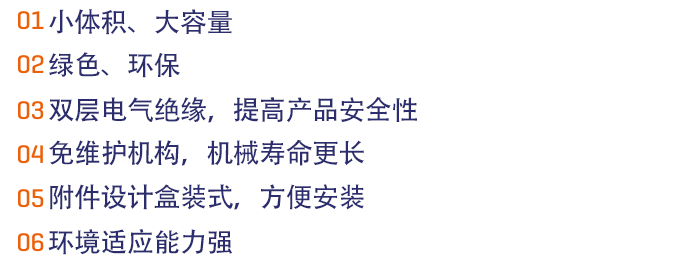 01 小体积、大容量
02 绿色、环保
03 双层电气绝缘，提高产品安全性
04 免维护机构，机械寿命更长
05 附件设计盒装式，方便安装
06 环境适应能力强